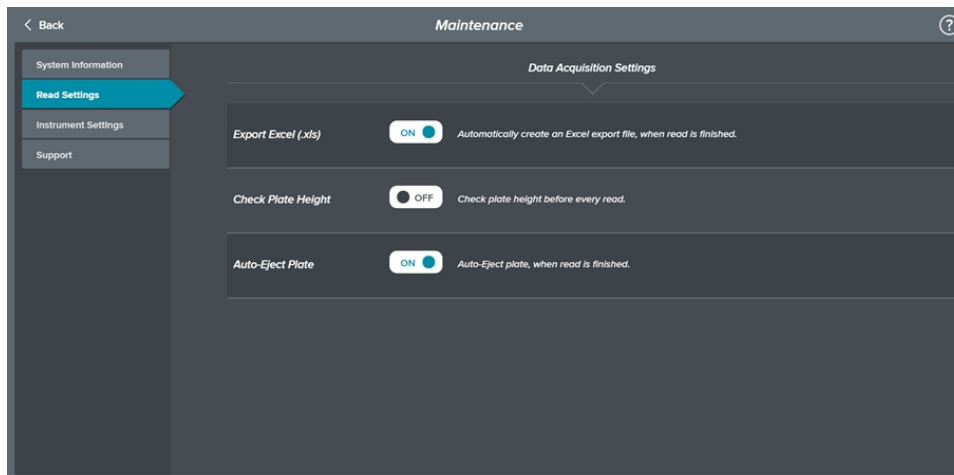 Back
Maintenance
?
System Information
Read Settings
Instrument Settings
Support
Data Acquisition Settings
Export Excel (.xls) ON Automatically create an Excel export file, when read is finished.
Check Plate Height OFF Check plate height before every read.
Auto-Eject Plate ON Auto-Eject plate, when read is finished.